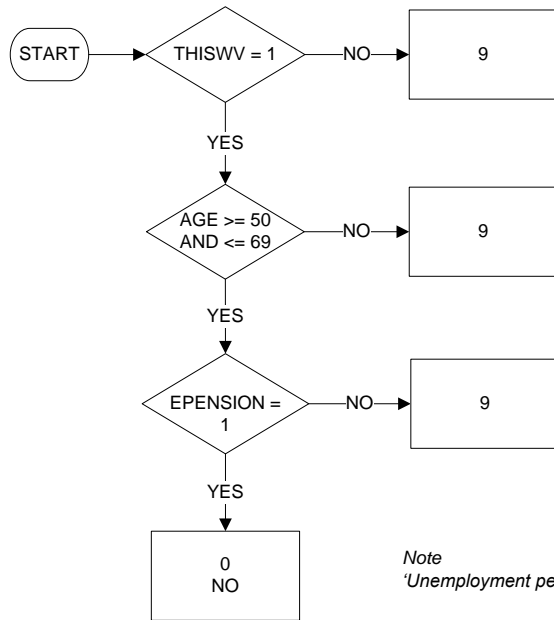 START
THISWV = 1
NO
9
YES
AGE >= 50
AND <= 69
NO
9
YES
EPENSION =
1
NO
9
YES
0
NO
Note
‘Unemployment